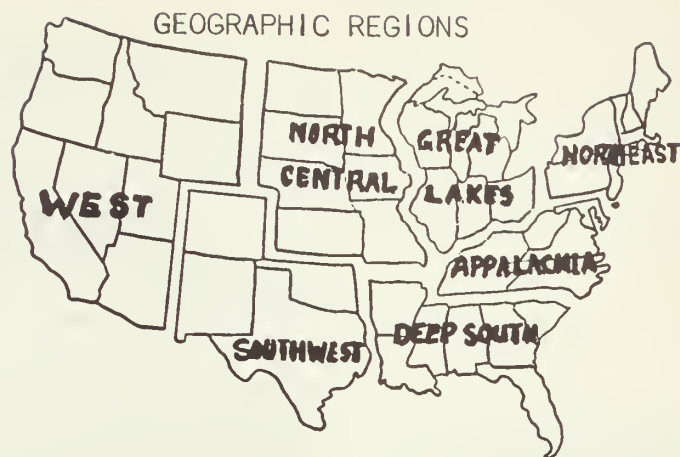 GEOGRAPHIC REGIONS
NORTH
CENTRAL
GREAT
LAKES
NORTHEAST
WEST
APPALACHIA
SOUTHWEST
DEEP SOUTH